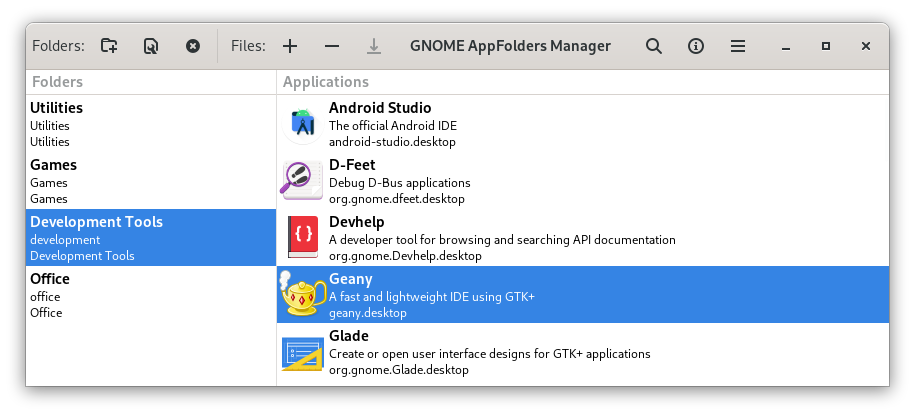 Folders:
Files:
GNOME AppFolders Manager
Folders
Utilities
Utilities
Utilities
Games
Games
Games
Development Tools
development
Development Tools
Office
office
Office
Applications
Android Studio
The official Android IDE
android-studio.desktop
D-Feet
Debug D-Bus applications
org.gnome.dfeet.desktop
Devhelp
A developer tool for browsing and searching API documentation
org.gnome.Devhelp.desktop
Geany
A fast and lightweight IDE using GTK+
geany.desktop
Glade
Create or open user interface designs for GTK+ applications
org.gnome.Glade.desktop